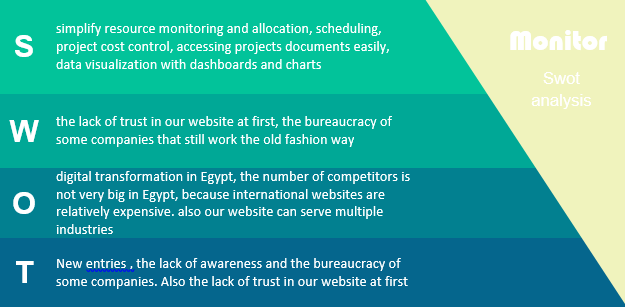 S
simplify resource monitoring and allocation, scheduling,
project cost control, accessing projects documents easily,
data visualization with dashboards and charts
Monitor
Swot
analysis
W
the lack of trust in our website at first, the bureaucracy of
some companies that still work the old fashion way
O
digital transformation in Egypt, the number of competitors is
not very big in Egypt, because international websites are
relatively expensive. also our website can serve multiple
industries
T
New entries , the lack of awareness and the bureaucracy of
some companies. Also the lack of trust in our website at first